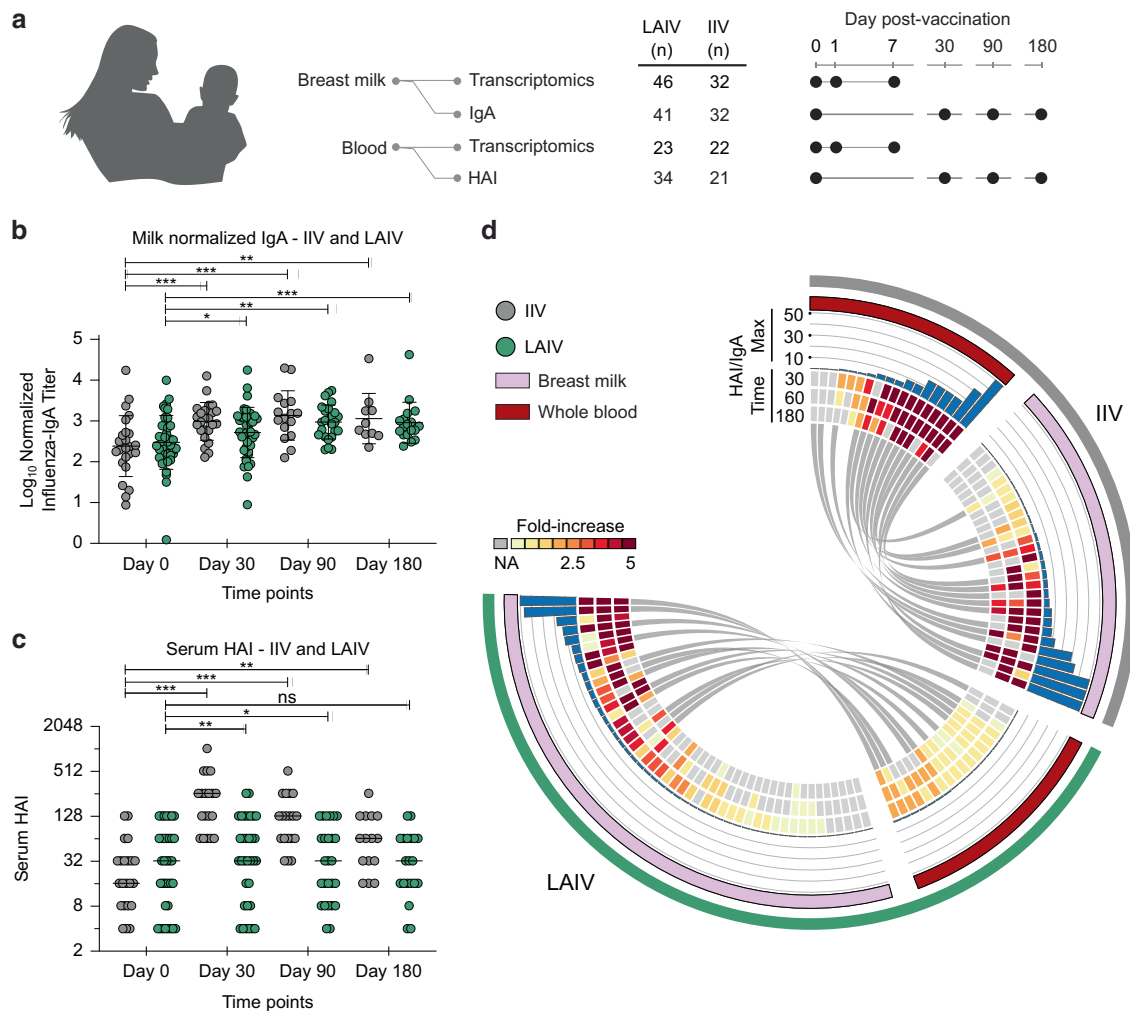 a
LAIV IIV
(n) (n)
Day post-vaccination
0 1 7 30 90 180
Breast milk Transcriptomics 46 32
IgA 41 32
Blood Transcriptomics 23 22
HAI 34 21
b
Milk normalized IgA - IIV and LAIV
**
***
***
***
**
*
Log10 Normalized
Influenza-IgA Titer
5
4
3
2
1
0
Day 0 Day 30 Day 90 Day 180
Time points
c
Serum HAI - IIV and LAIV
**
***
***
ns
*
**
Serum HAI
2048
512
128
32
8
2
Day 0 Day 30 Day 90 Day 180
Time points
d
IIV
LAIV
Breast milk
Whole blood
Fold-increase
NA 2.5 5
HAI/IgA
Max
50
30
10
Time
30
60
180
IIV
LAIV